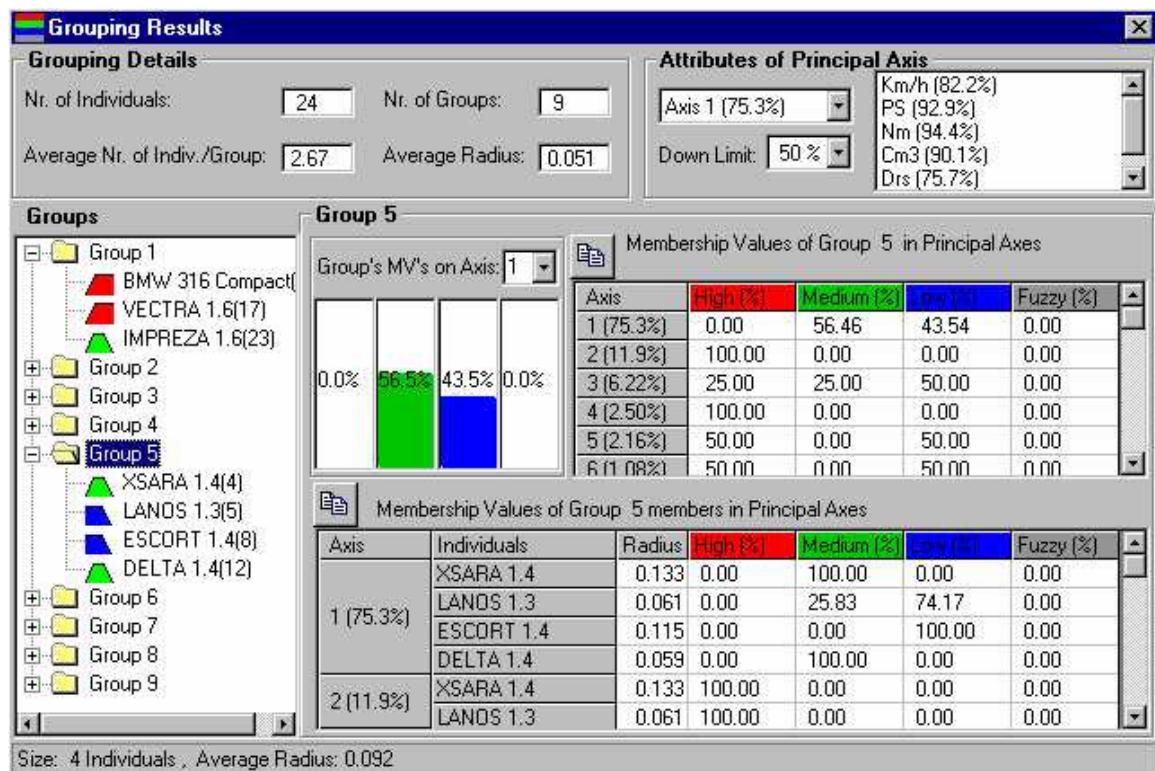 Grouping Results
Grouping Details
Nr. of Individuals: 24 Nr. of Groups: 9
Average Nr. of Indiv./Group: 2.67 Average Radius: 0.051
Attributes of Principal Axis
Axis 1 (75.3%)
Down Limit: 50 %
Km/h (82.2%)
PS (92.9%)
Nm (94.4%)
Cm3 (90.1%)
Drs (75.7%)
Groups
Group 1
BMW 316 Compact(
VECTRA 1.6(17)
IMPREZA 1.6(23)
Group 2
Group 3
Group 4
Group 5
XSARA 1.4(4)
LANOS 1.3(5)
ESCORT 1.4(8)
DELTA 1.4(12)
Group 6
Group 7
Group 8
Group 9
Group 5
Group's MV's on Axis: 1
0.0% 56.5% 43.5% 0.0%
Membership Values of Group 5 in Principal Axes
Axis High (%) Medium (%) Low (%) Fuzzy (%)
1 (75.3%) 0.00 56.46 43.54 0.00
2 (11.9%) 100.00 0.00 0.00 0.00
3 (6.22%) 25.00 25.00 50.00 0.00
4 (2.50%) 100.00 0.00 0.00 0.00
5 (2.16%) 50.00 0.00 50.00 0.00
6 (1.08%) 50.00 0.00 50.00 0.00
Membership Values of Group 5 members in Principal Axes
Axis Individuals Radius High (%) Medium (%) Low (%) Fuzzy (%)
1 (75.3%) XSARA 1.4 0.133 0.00 100.00 0.00 0.00
LANOS 1.3 0.061 0.00 25.83 74.17 0.00
ESCORT 1.4 0.115 0.00 0.00 100.00 0.00
DELTA 1.4 0.059 0.00 100.00 0.00 0.00
2 (11.9%) XSARA 1.4 0.133 100.00 0.00 0.00 0.00
LANOS 1.3 0.061 100.00 0.00 0.00 0.00
Size: 4 Individuals , Average Radius: 0.092